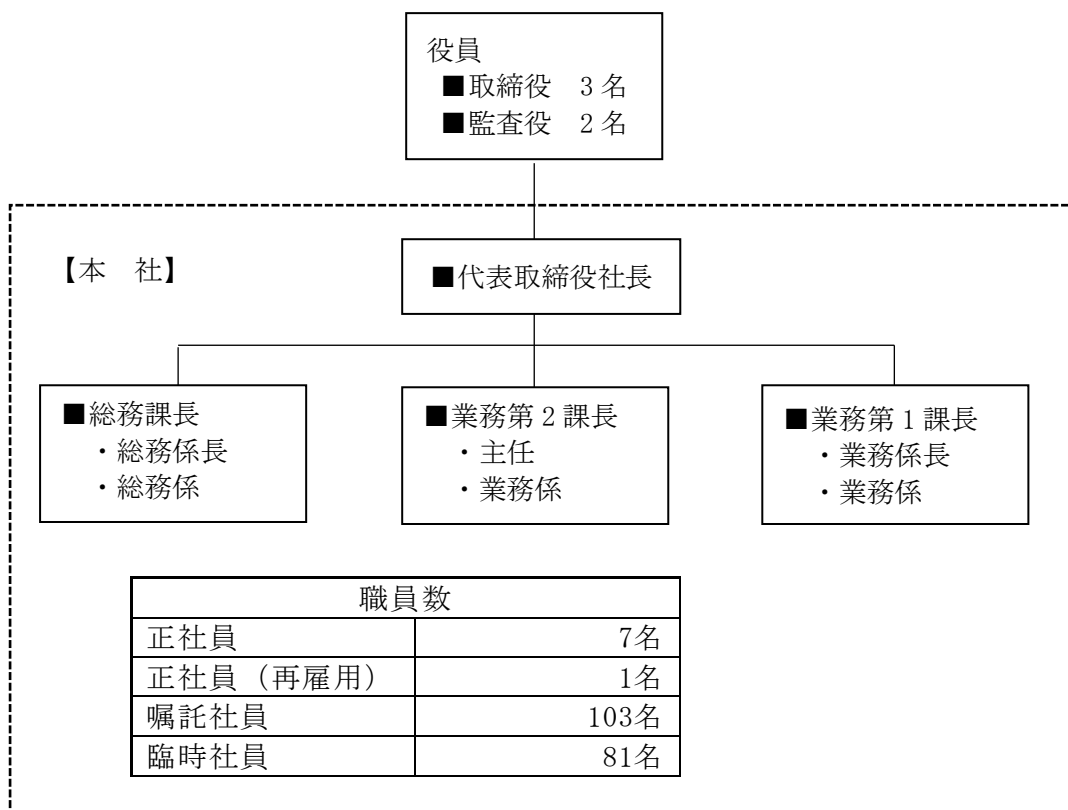 役員
■取締役　3名
■監査役　2名
【本　社】
■代表取締役社長
■総務課長
・総務係長
・総務係
■業務第2課長
・主任
・業務係
■業務第1課長
・業務係長
・業務係
職員数
正社員　7名
正社員（再雇用）　1名
嘱託社員　103名
臨時社員　81名